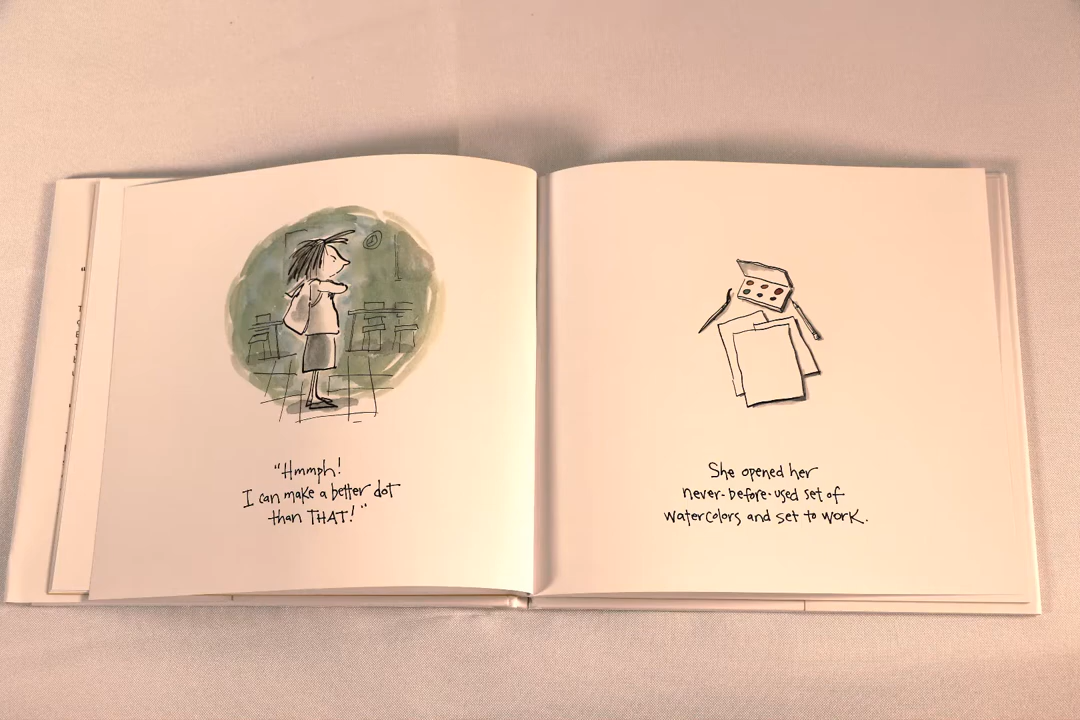 "Hmmph!
I can make a better dot
than THAT!"
She opened her
never-before-used set of
watercolors and set to work.